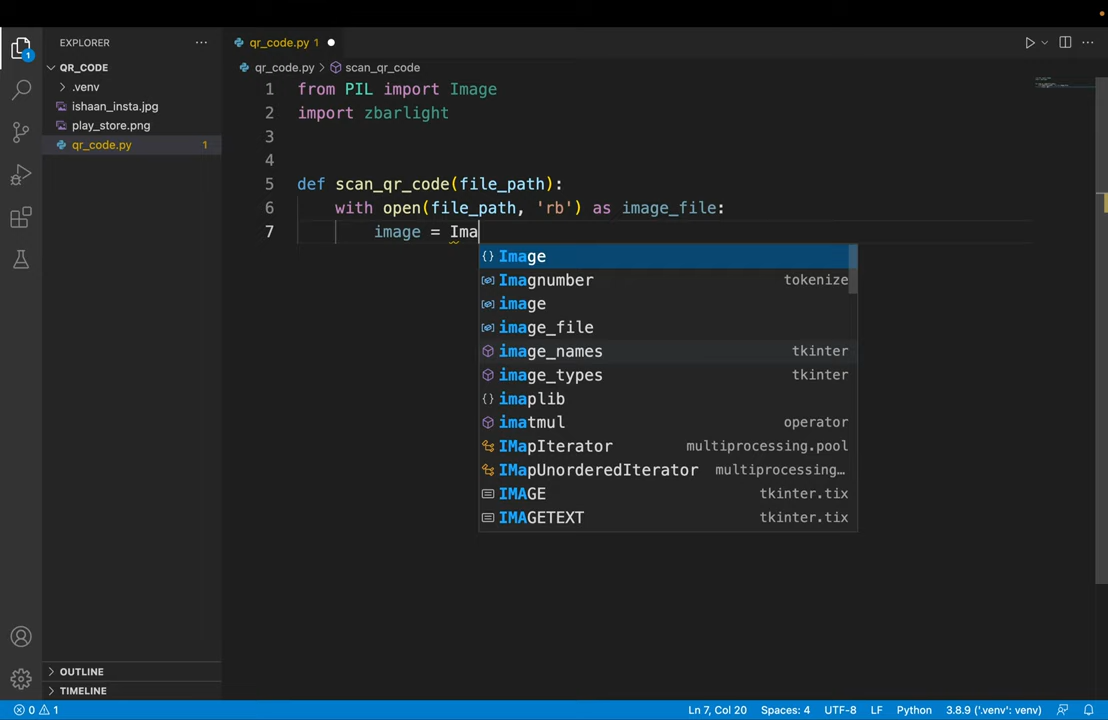 EXPLORER
QR_CODE
.venv
ishaan_insta.jpg
play_store.png
qr_code.py 1
qr_code.py 1
qr_code.py > scan_qr_code
1 from PIL import Image
2 import zbarlight
3
4
5 def scan_qr_code(file_path):
6 with open(file_path, 'rb') as image_file:
7 image = Ima
Image
Imagnumber tokenize
image
image_file
image_names tkinter
image_types tkinter
imaplib
imatmul operator
IMapIterator multiprocessing.pool
IMapUnorderedIterator multiprocessing…
IMAGE tkinter.tix
IMAGETEXT tkinter.tix
1
OUTLINE
TIMELINE
0 1 Ln 7, Col 20 Spaces: 4 UTF-8 LF Python 3.8.9 ('.venv': venv)